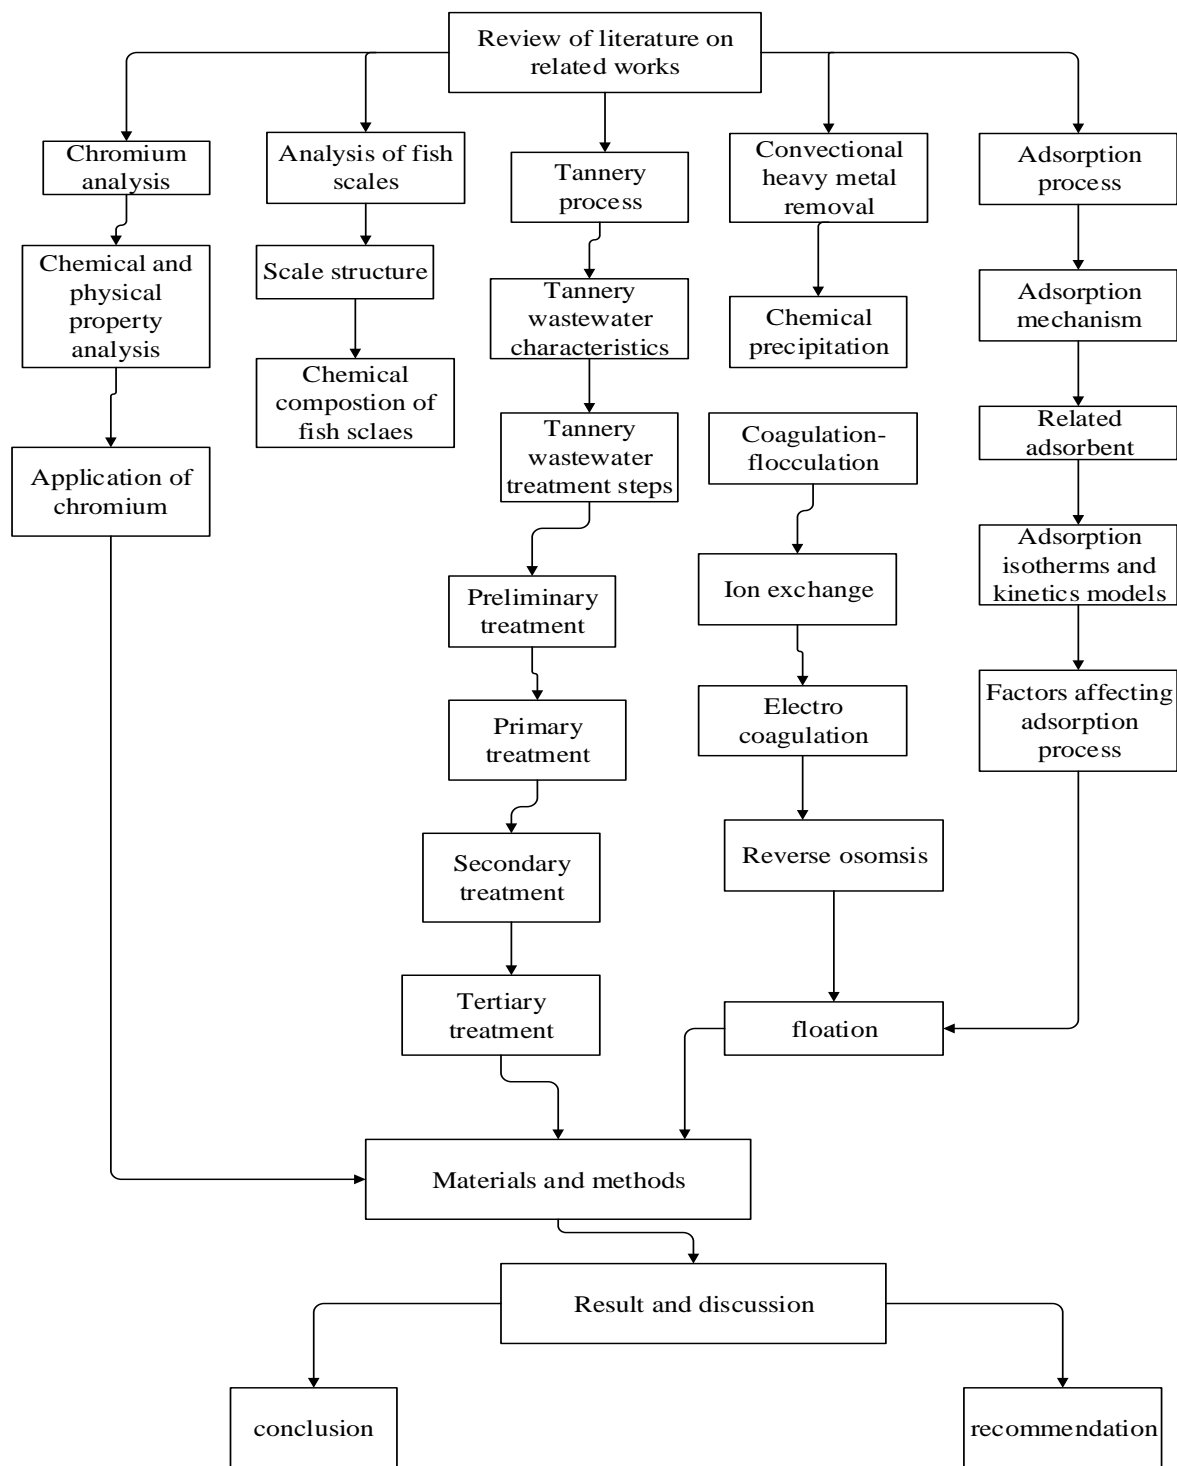 Review of literature on
related works
Chromium
analysis
Analysis of fish
scales
Tannery
process
Convectional
heavy metal
removal
Adsorption
process
Chemical and
physical
property
analysis
Scale structure
Tannery
wastewater
characteristics
Chemical
precipitation
Adsorption
mechanism
Chemical
compostion of
fish sclaes
Tannery
wastewater
treatment steps
Coagulation-
flocculation
Related
adsorbent
Application of
chromium
Adsorption
isotherms and
kinetics models
Preliminary
treatment
Ion exchange
Primary
treatment
Electro
coagulation
Factors affecting
adsorption
process
Secondary
treatment
Reverse osomsis
Tertiary
treatment
floation
Materials and methods
Result and discussion
conclusion
recommendation